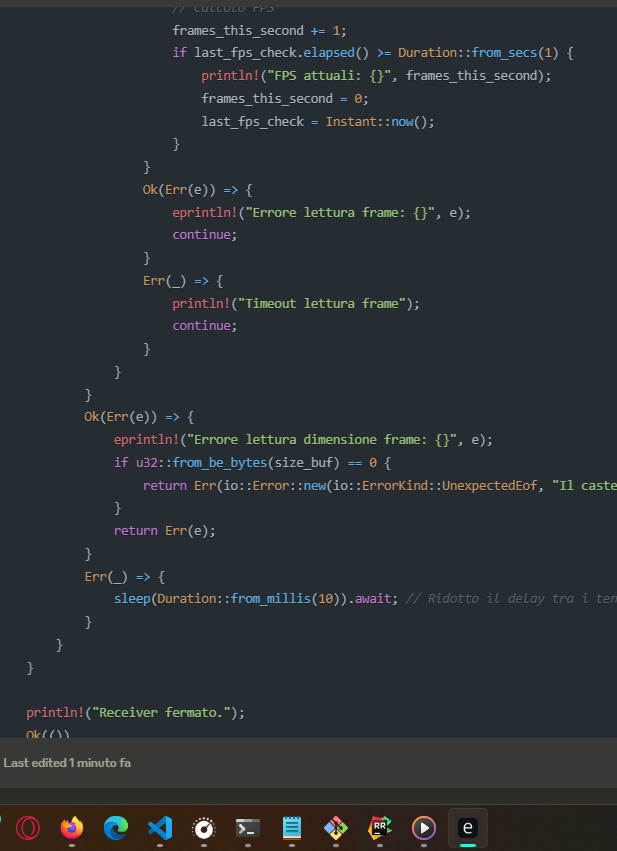 // Calcolo FPS
frames_this_second += 1;
if last_fps_check.elapsed() >= Duration::from_secs(1) {
println!("FPS attuali: {}", frames_this_second);
frames_this_second = 0;
last_fps_check = Instant::now();
}
}
Ok(Err(e)) => {
eprintln!("Errore lettura frame: {}", e);
continue;
}
Err(_) => {
println!("Timeout lettura frame");
continue;
}
}
}
Ok(Err(e)) => {
eprintln!("Errore lettura dimensione frame: {}", e);
if u32::from_be_bytes(size_buf) == 0 {
return Err(io::Error::new(io::ErrorKind::UnexpectedEof, "Il caste
}
return Err(e);
}
Err(_) => {
sleep(Duration::from_millis(10)).await; // Ridotto il delay tra i ten
}
}
}
println!("Receiver fermato.");
Ok(())
Last edited 1 minuto fa
RR
e